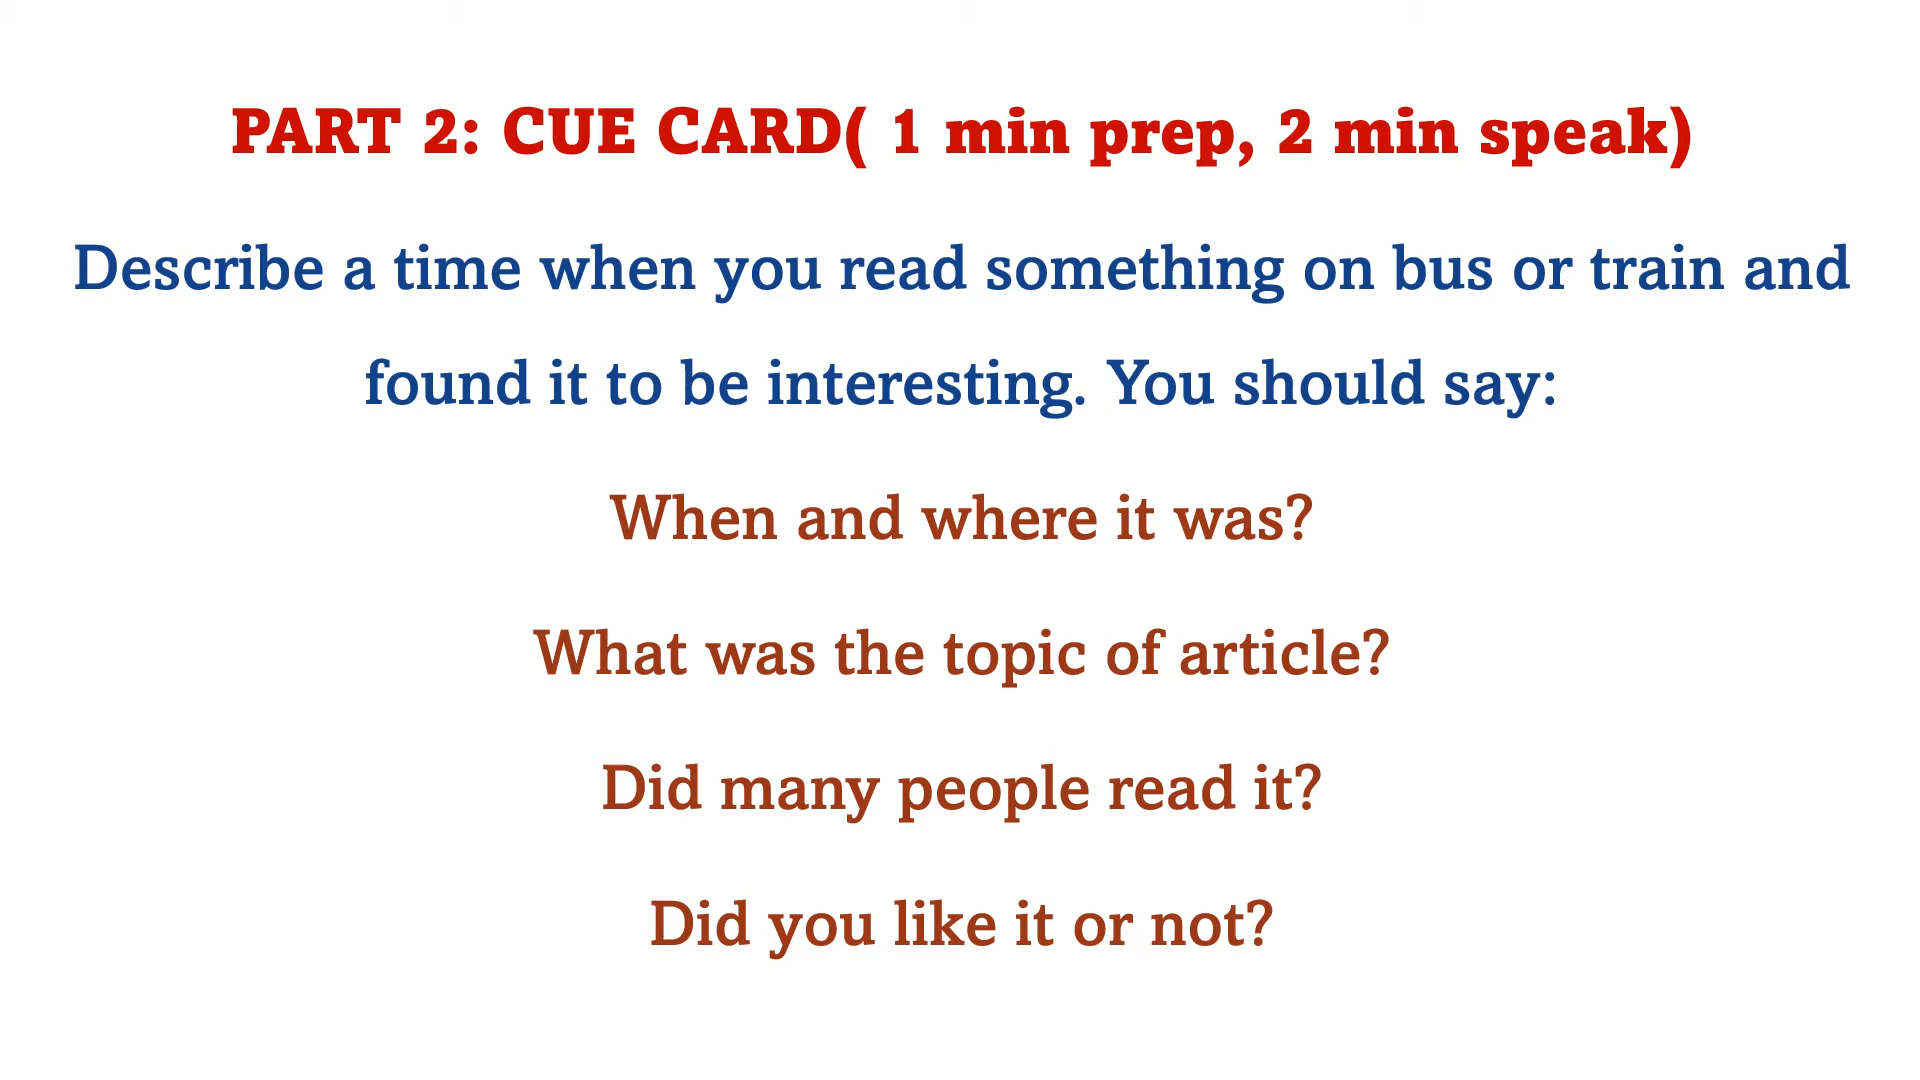 PART 2: CUE CARD( 1 min prep, 2 min speak)
Describe a time when you read something on bus or train and
found it to be interesting. You should say:
When and where it was?
What was the topic of article?
Did many people read it?
Did you like it or not?